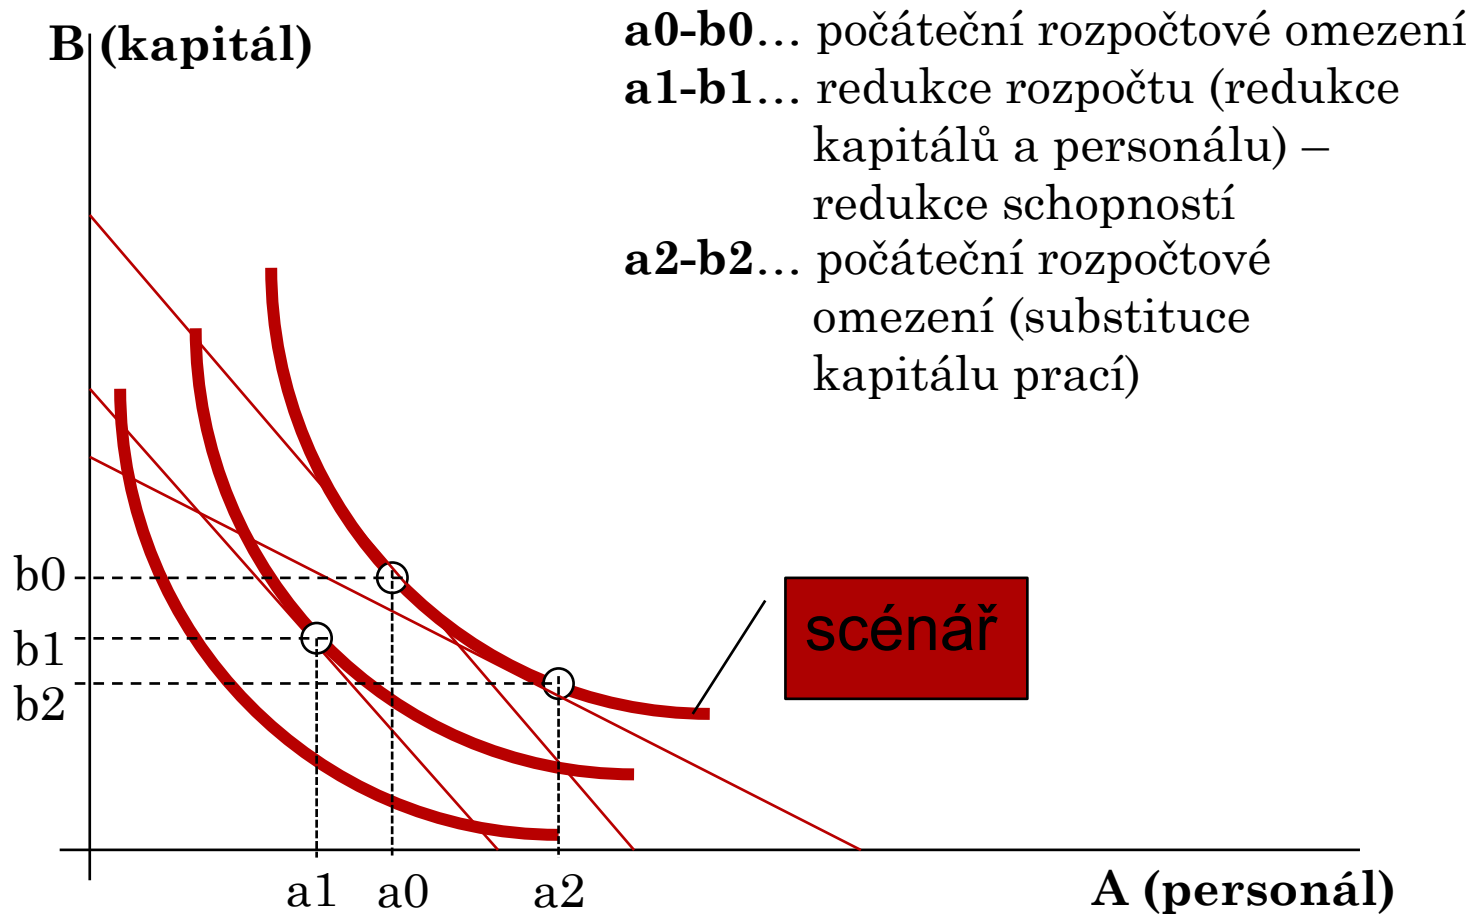 B (kapitál)
a0-b0… počáteční rozpočtové omezení
a1-b1… redukce rozpočtu (redukce
kapitálů a personálu) –
redukce schopností
a2-b2… počáteční rozpočtové
omezení (substituce
kapitálu prací)
b0
b1
b2
scénář
a1
a0
a2
A (personál)